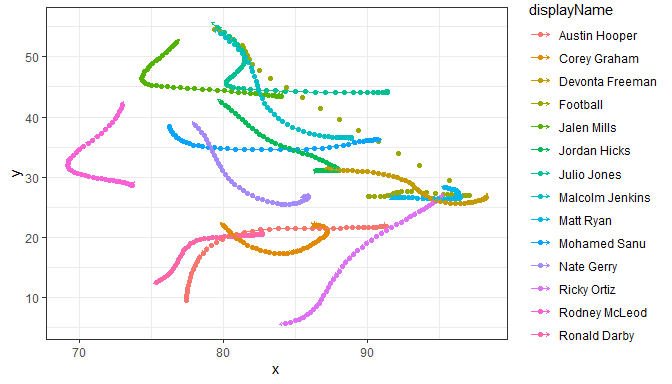 displayName
Austin Hooper
Corey Graham
Devonta Freeman
Football
Jalen Mills
Jordan Hicks
Julio Jones
Malcolm Jenkins
Matt Ryan
Mohamed Sanu
Nate Gerry
Ricky Ortiz
Rodney McLeod
Ronald Darby
y
50
40
30
20
10
70 80 90
x